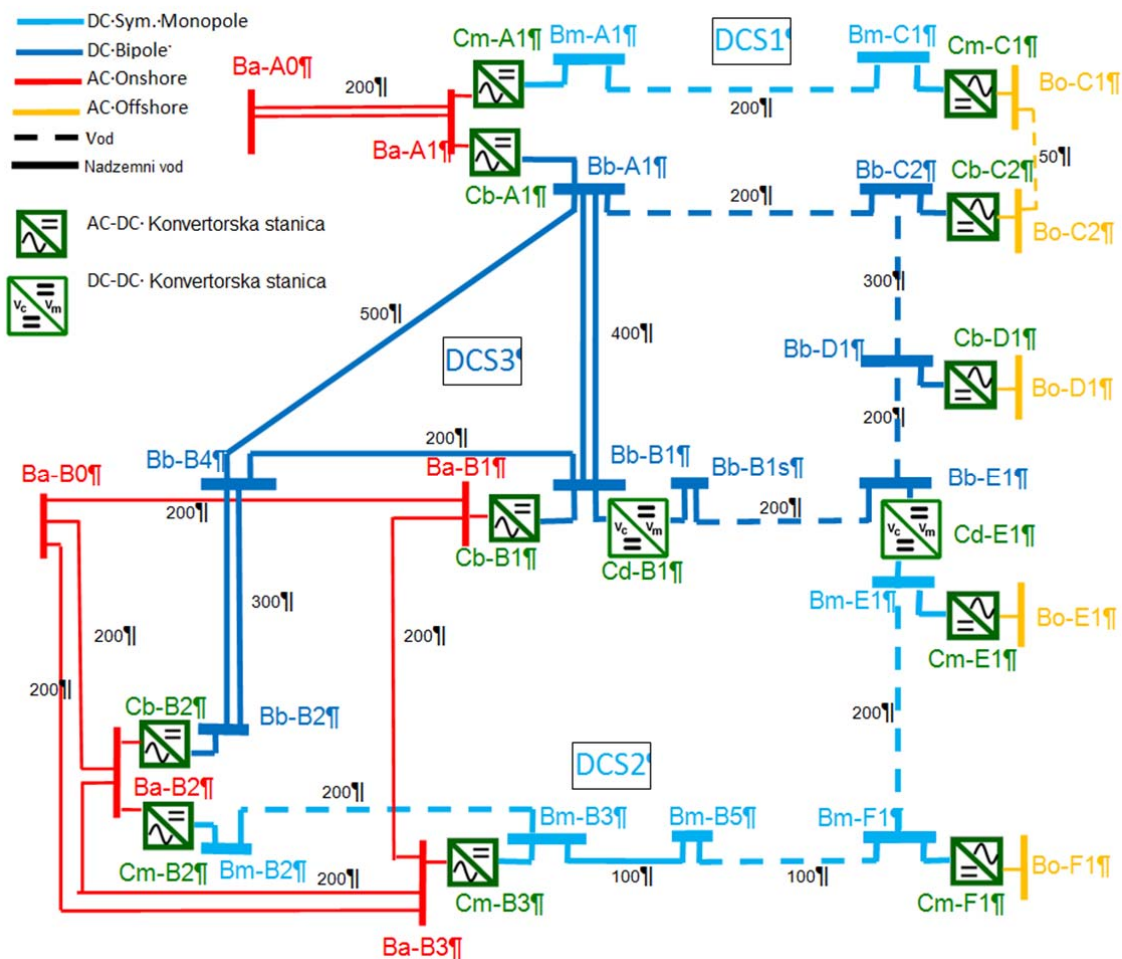 DC·Sym.·Monopole
DC·Bipole·
AC·Onshore
AC·Offshore
Vod
Nadzemni vod
AC-DC· Konvertorska stanica
DC-DC· Konvertorska stanica
Vc Vm
Cm-A1¶ Bm-A1¶ DCS1¶ Bm-C1¶ Cm-C1¶
Ba-A0¶
200¶
Bo-C1¶
200¶
Ba-A1¶
50¶
Cb-A1¶ Bb-A1¶ Bb-C2¶ Cb-C2¶
200¶
Bo-C2¶
300¶
500¶
400¶
DCS3¶
Bb-D1¶ Cb-D1¶
Bo-D1¶
200¶
200¶
Ba-B0¶ Bb-B4¶ Ba-B1¶ Bb-B1¶ Bb-B1s¶ Bb-E1¶
200¶
200¶
Vc Vm
Vc Vm
Cb-B1¶ Cd-B1¶ Cd-E1¶
Bm-E1¶
300¶
Bo-E1¶
200¶
200¶
Cm-E1¶
200¶
Cb-B2¶ Bb-B2¶
200¶
DCS2¶
Ba-B2¶
200¶
Bm-B3¶ Bm-B5¶ Bm-F1¶
Cm-B2¶ Bm-B2¶
200¶
100¶
100¶
Bo-F1¶
Cm-B3¶ Cm-F1¶
Ba-B3¶